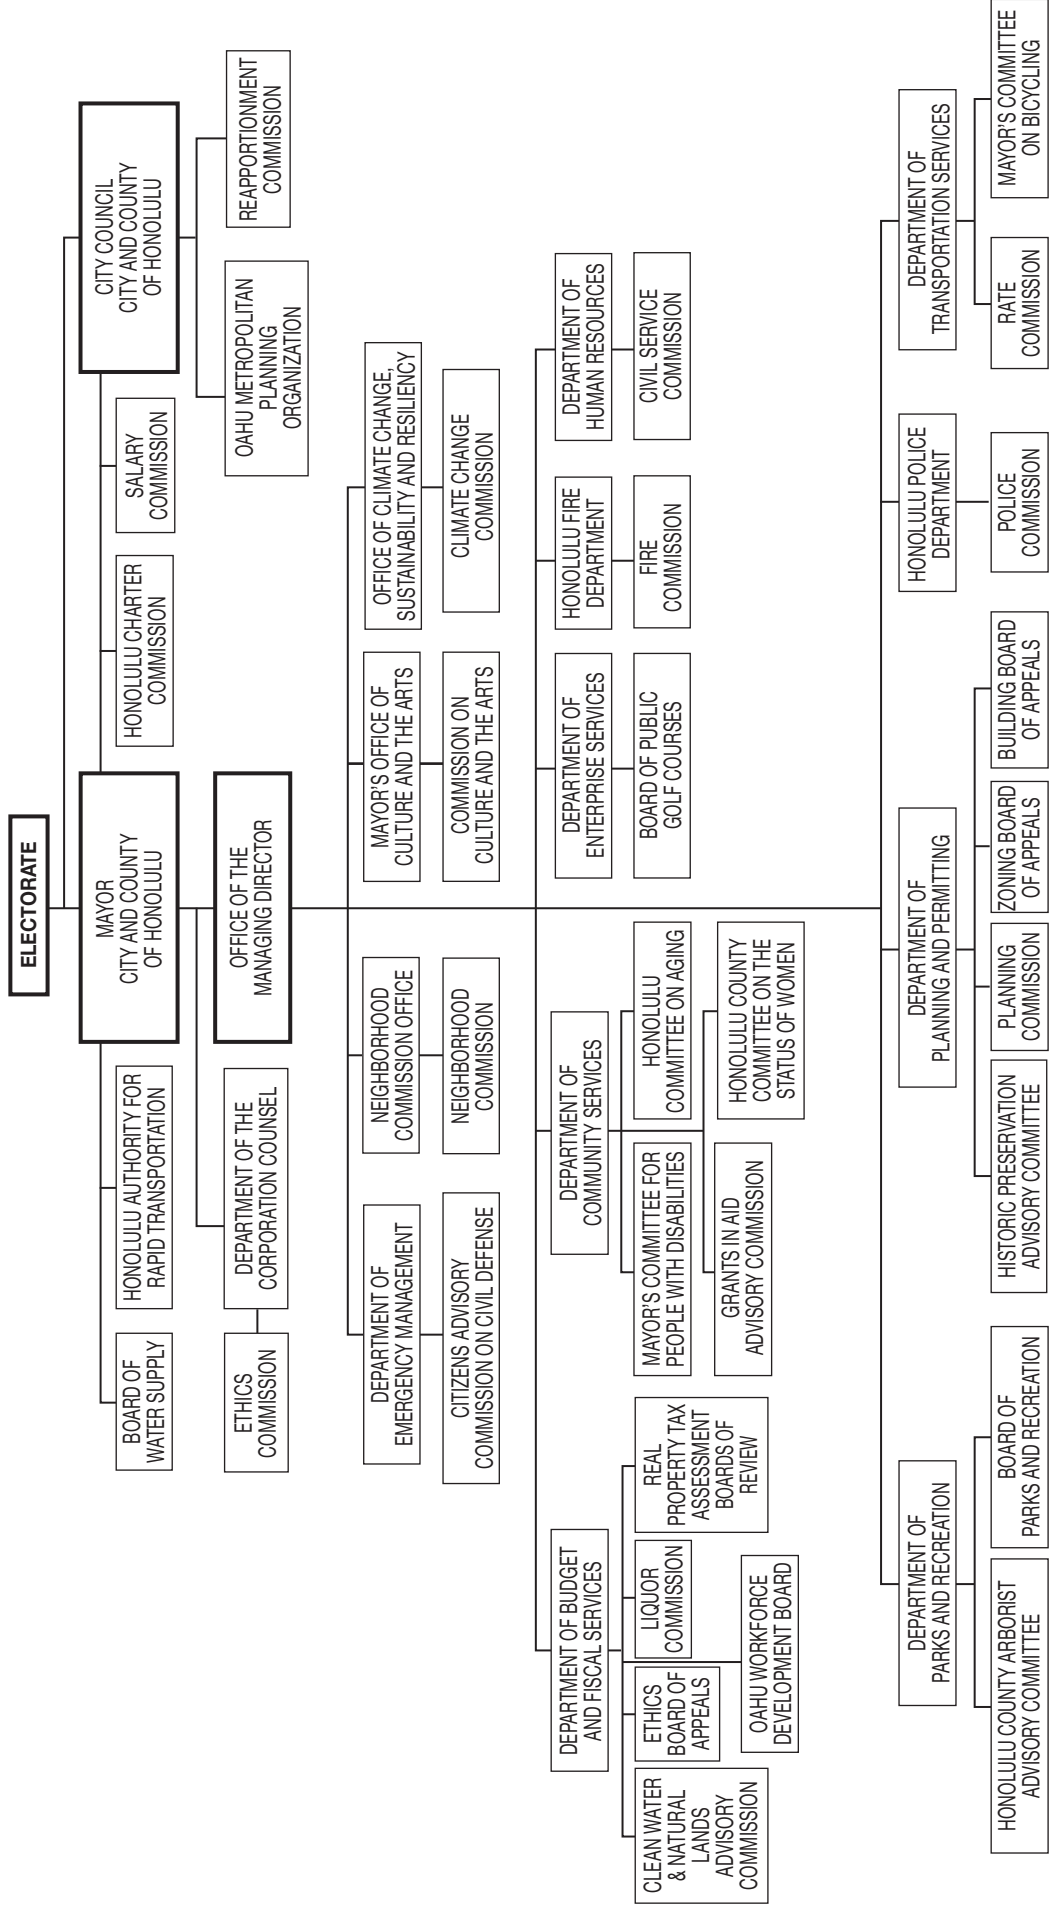 ELECTORATE
MAYOR
CITY AND COUNTY
OF HONOLULU
CITY COUNCIL
CITY AND COUNTY
OF HONOLULU
BOARD OF
WATER SUPPLY
HONOLULU AUTHORITY FOR
RAPID TRANSPORTATION
HONOLULU CHARTER
COMMISSION
SALARY
COMMISSION
ETHICS
COMMISSION
DEPARTMENT OF THE
CORPORATION COUNSEL
OFFICE OF THE
MANAGING DIRECTOR
OAHU METROPOLITAN
PLANNING
ORGANIZATION
REAPPORTIONMENT
COMMISSION
DEPARTMENT OF
EMERGENCY MANAGEMENT
NEIGHBORHOOD
COMMISSION OFFICE
MAYOR'S OFFICE OF
CULTURE AND THE ARTS
OFFICE OF CLIMATE CHANGE,
SUSTAINABILITY AND RESILIENCY
CITIZENS ADVISORY
COMMISSION ON CIVIL DEFENSE
NEIGHBORHOOD
COMMISSION
COMMISSION ON
CULTURE AND THE ARTS
CLIMATE CHANGE
COMMISSION
DEPARTMENT OF BUDGET
AND FISCAL SERVICES
DEPARTMENT OF
COMMUNITY SERVICES
DEPARTMENT OF
ENTERPRISE SERVICES
HONOLULU FIRE
DEPARTMENT
DEPARTMENT OF
HUMAN RESOURCES
CLEAN WATER
& NATURAL
LANDS
ADVISORY
COMMISSION
ETHICS
BOARD OF
APPEALS
LIQUOR
COMMISSION
REAL
PROPERTY TAX
ASSESSMENT
BOARDS OF
REVIEW
OAHU WORKFORCE
DEVELOPMENT BOARD
MAYOR'S COMMITTEE FOR
PEOPLE WITH DISABILITIES
HONOLULU
COMMITTEE ON AGING
GRANTS IN AID
ADVISORY COMMISSION
HONOLULU COUNTY
COMMITTEE ON THE
STATUS OF WOMEN
BOARD OF PUBLIC
GOLF COURSES
FIRE
COMMISSION
CIVIL SERVICE
COMMISSION
DEPARTMENT OF
PARKS AND RECREATION
DEPARTMENT OF
PLANNING AND PERMITTING
HONOLULU POLICE
DEPARTMENT
DEPARTMENT OF
TRANSPORTATION SERVICES
HONOLULU COUNTY ARBORIST
ADVISORY COMMITTEE
BOARD OF
PARKS AND RECREATION
HISTORIC PRESERVATION
ADVISORY COMMITTEE
PLANNING
COMMISSION
ZONING BOARD
OF APPEALS
BUILDING BOARD
OF APPEALS
POLICE
COMMISSION
RATE
COMMISSION
MAYOR'S COMMITTEE
ON BICYCLING